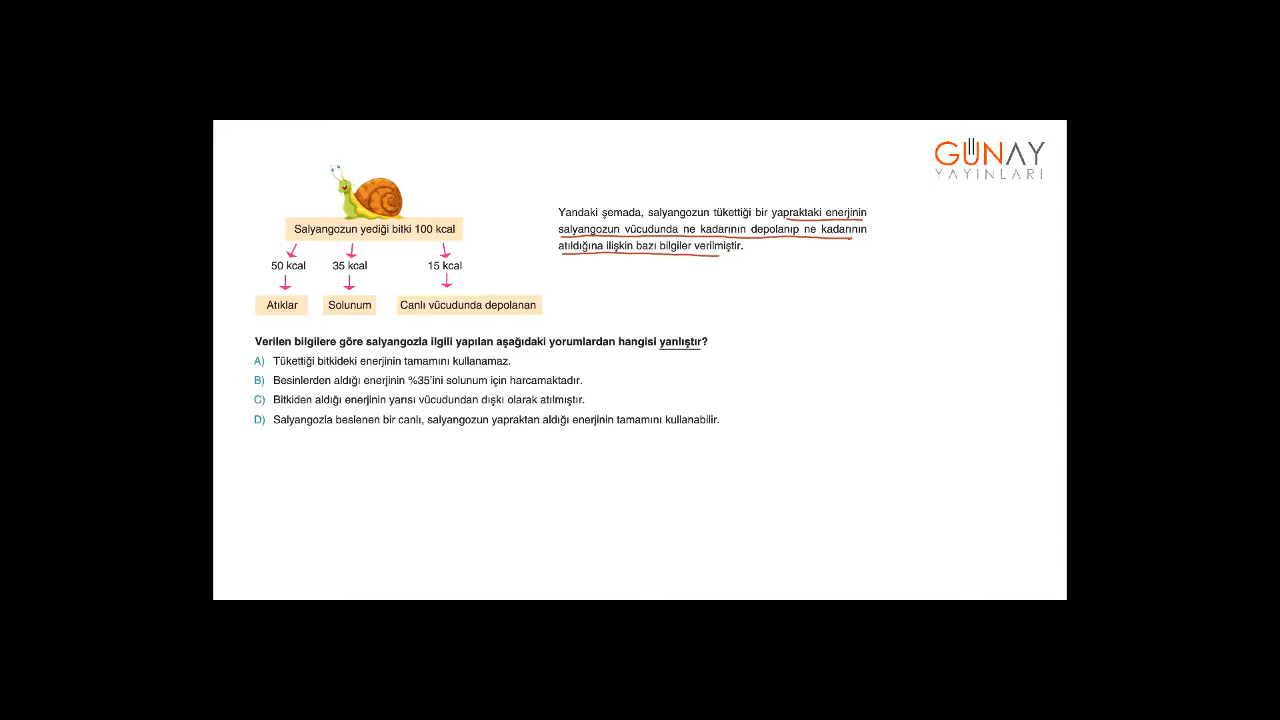 GÜNAY
YAYINLARI
Salyangozun yediği bitki 100 kcal
50 kcal 35 kcal 15 kcal
Atıklar Solunum Canlı vücudunda depolanan
Yandaki şemada, salyangozun tükettiği bir yapraktaki enerjinin
salyangozun vücudunda ne kadarının depolanıp ne kadarının
atıldığına ilişkin bazı bilgiler verilmiştir.
Verilen bilgilere göre salyangozla ilgili yapılan aşağıdaki yorumlardan hangisi yanlıştır?
A) Tükettiği bitkideki enerjinin tamamını kullanamaz.
B) Besinlerden aldığı enerjinin %35'ini solunum için harcamaktadır.
C) Bitkiden aldığı enerjinin yarısı vücudundan dışkı olarak atılmıştır.
D) Salyangozla beslenen bir canlı, salyangozun yapraktan aldığı enerjinin tamamını kullanabilir.